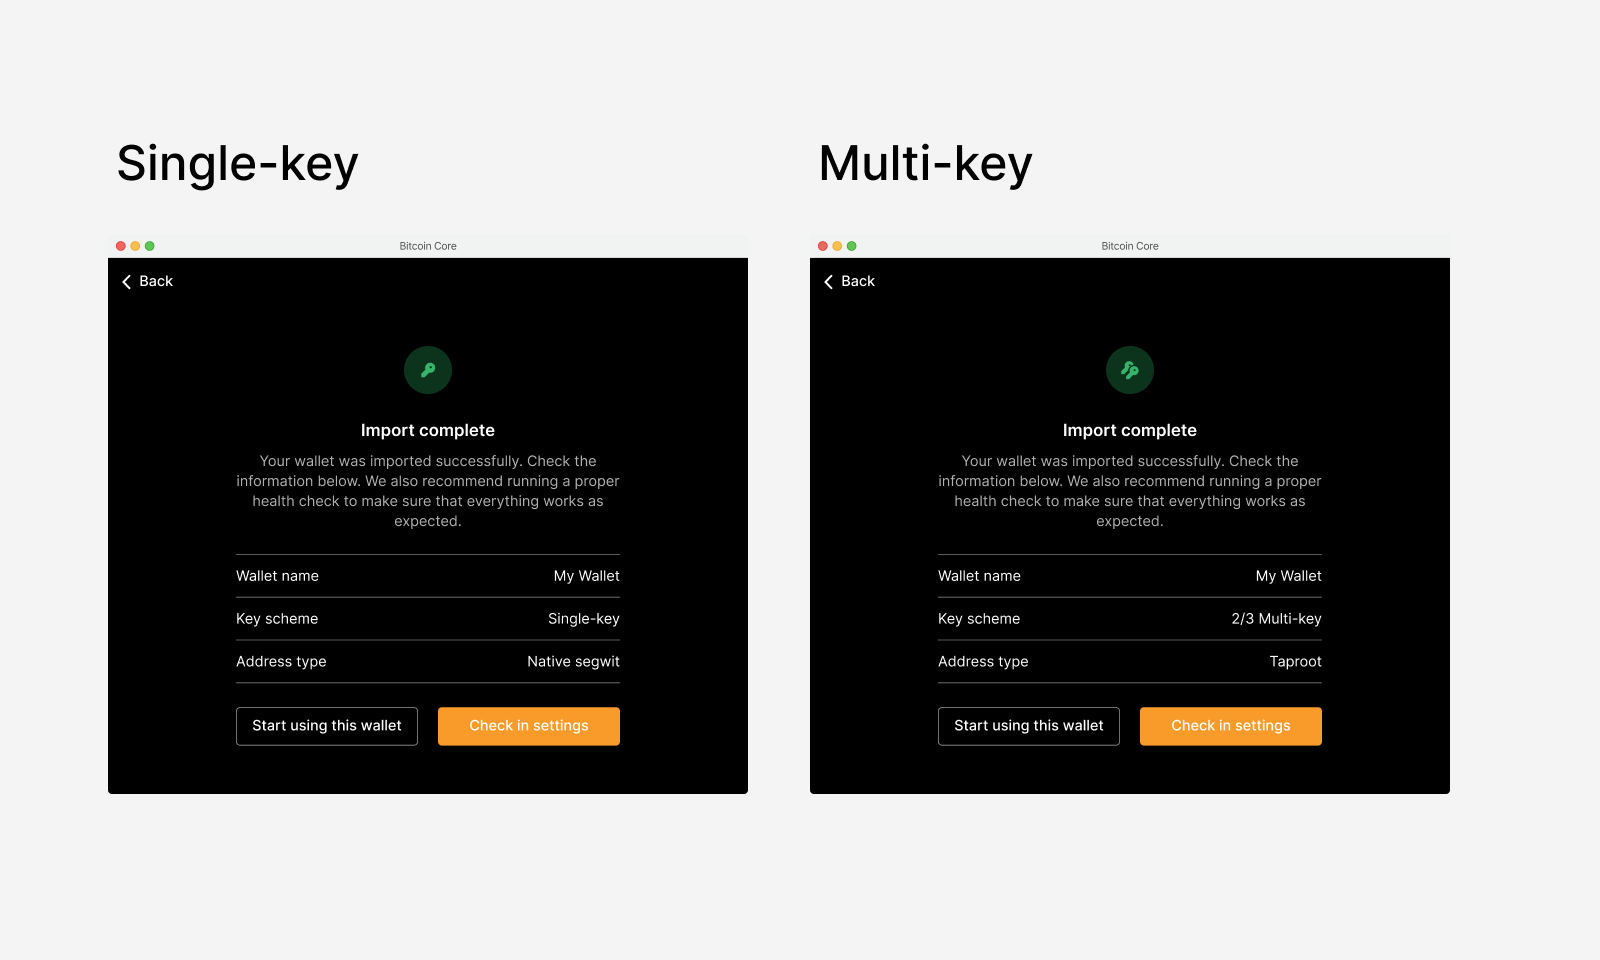 Single-key
Bitcoin Core
Back
Import complete
Your wallet was imported successfully. Check the
information below. We also recommend running a proper
health check to make sure that everything works as
expected.
Wallet name My Wallet
Key scheme Single-key
Address type Native segwit
Start using this wallet Check in settings
Multi-key
Bitcoin Core
Back
Import complete
Your wallet was imported successfully. Check the
information below. We also recommend running a proper
health check to make sure that everything works as
expected.
Wallet name My Wallet
Key scheme 2/3 Multi-key
Address type Taproot
Start using this wallet Check in settings